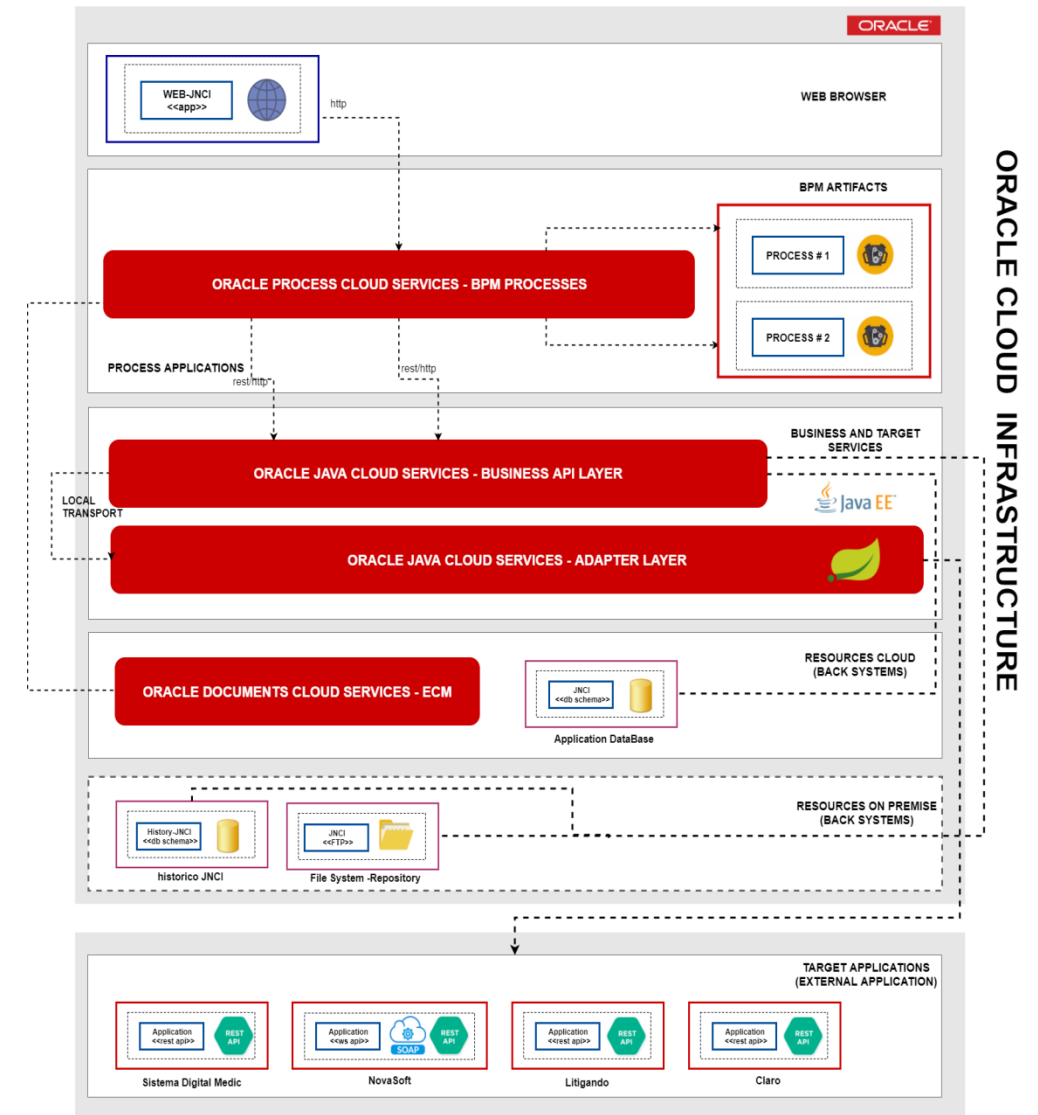 ORACLE
WEB-JNCI
<<app>>
http
WEB BROWSER
BPM ARTIFACTS
PROCESS # 1
ORACLE PROCESS CLOUD SERVICES - BPM PROCESSES
PROCESS # 2
PROCESS APPLICATIONS
rest/http
rest/http
BUSINESS AND TARGET
SERVICES
ORACLE JAVA CLOUD SERVICES - BUSINESS API LAYER
LOCAL
TRANSPORT
Java EE
ORACLE JAVA CLOUD SERVICES - ADAPTER LAYER
RESOURCES CLOUD
(BACK SYSTEMS)
ORACLE DOCUMENTS CLOUD SERVICES - ECM
JNCI
<<db schema>>
Application DataBase
RESOURCES ON PREMISE
(BACK SYSTEMS)
History-JNCI
<<db schema>>
historico JNCI
JNCI
<<FTP>>
File System -Repository
ORACLE CLOUD INFRASTRUCTURE
TARGET APPLICATIONS
(EXTERNAL APPLICATION)
Application
<<rest api>>
REST
API
Sistema Digital Medic
Application
<<ws api>>
SOAP
REST
API
NovaSoft
Application
<<rest api>>
REST
API
Litigando
Application
<<rest api>>
REST
API
Claro